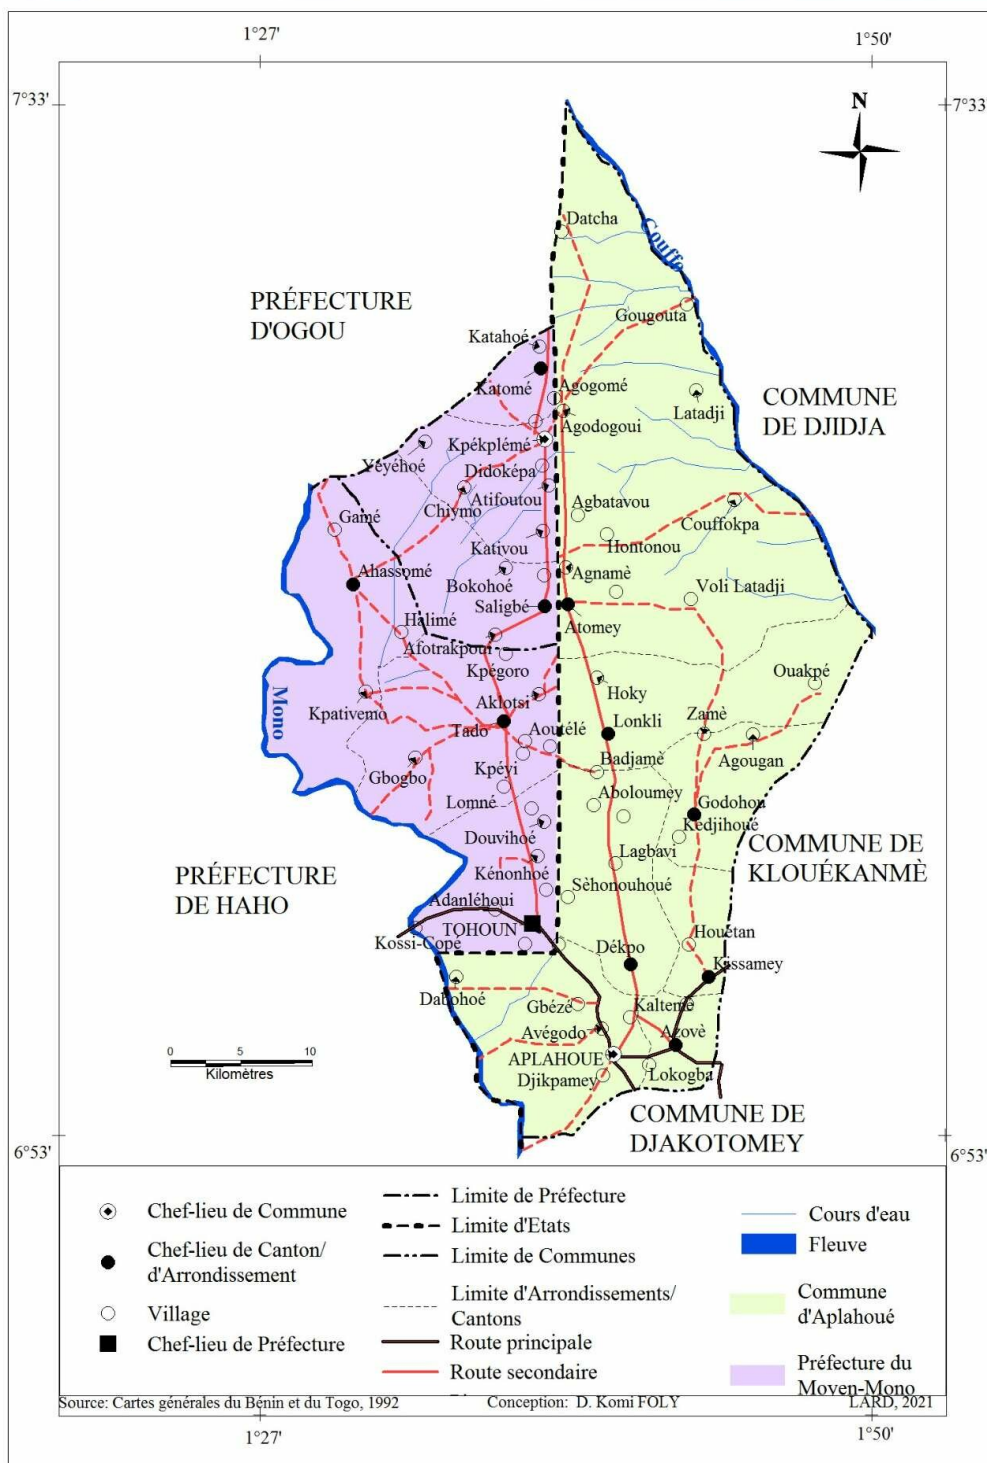 1°27'
1°50'
7°33'
7°33'
N
Datcha
Couffo
PRÉFECTURE
D'OGOU
Gougouta
Katahoé
Katomé
Agogomé
Latadji
COMMUNE
DE DJIDJA
Agodogoui
Kpékplémé
Yéyéhoé
Didoképa
Atifoutou
Chiymo
Agbatavou
Couffokpa
Gamé
Kativou
Hontonou
Ahassomé
Bokohoé
Agnamè
Voli Latadji
Saligbé
Atomey
Halimé
Afotrakpoui
Kpégoro
Ouakpé
Mono
Hoky
Kpativemo
Aklotsi
Lonkli
Zamè
Tado
Aoutélé
Agougan
Gbogbo
Kpéyi
Badjamè
Lomné
Aboloumey
Godohou
Kedjihoué
Douvihoé
COMMUNE DE
KLOUÉKANMÈ
Lagbavi
PRÉFECTURE
DE HAHO
Kénonhoé
Sèhonouhoué
Adanléhoui
TOHOUN
Kossi-Copé
Houétan
Dékpo
Kissamey
Dabohoé
Gbézé
Kaltemè
Avégodo
Azovè
APLAHOUE
Djikpamey
Lokogba
0 5 10
Kilomètres
COMMUNE DE
DJAKOTOMEY
6°53'
6°53'
Chef-lieu de Commune
Chef-lieu de Canton/
d'Arrondissement
Village
Chef-lieu de Préfecture
Limite de Préfecture
Limite d'Etats
Limite de Communes
Limite d'Arrondissements/
Cantons
Route principale
Route secondaire
Cours d'eau
Fleuve
Commune
d'Aplahoué
Préfecture du
Moyen-Mono
Source: Cartes générales du Bénin et du Togo, 1992 Conception: D. Komi FOLY LARD, 2021
1°27'
1°50'